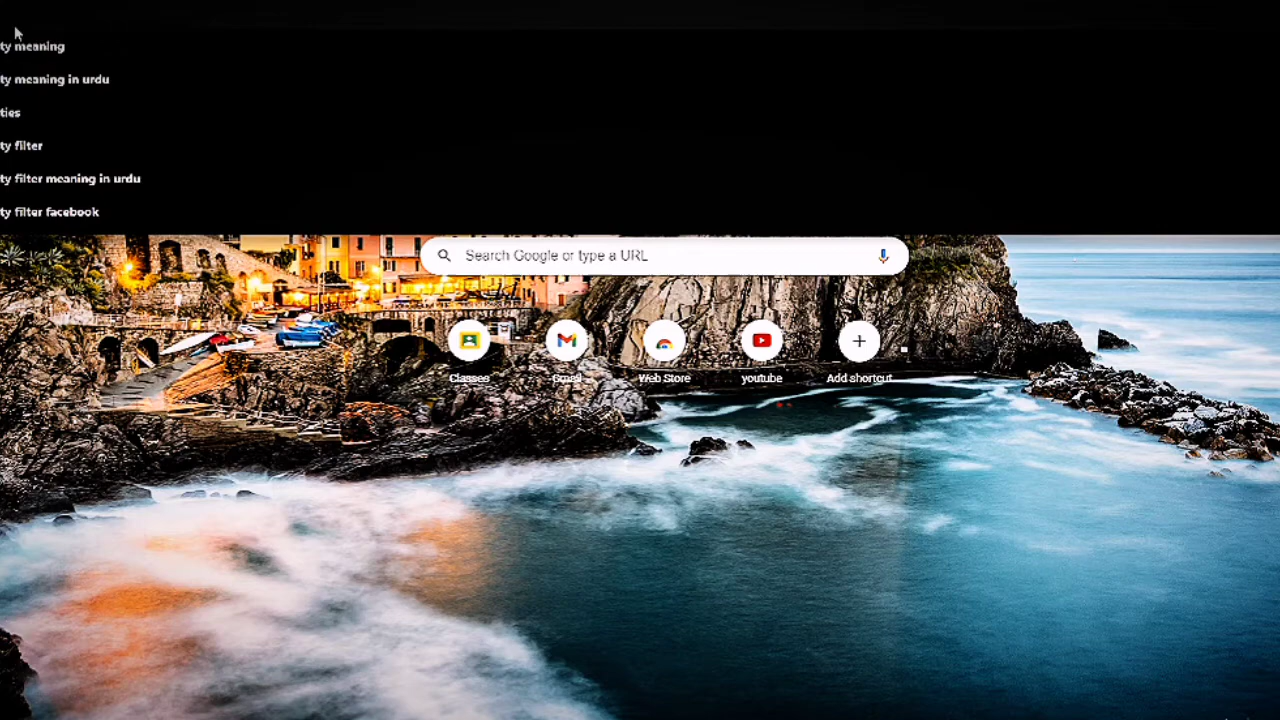 ty meaning
ty meaning in urdu
ties
ty filter
ty filter meaning in urdu
ty filter facebook
Search Google or type a URL
Classes Gmail Web Store youtube Add shortcut